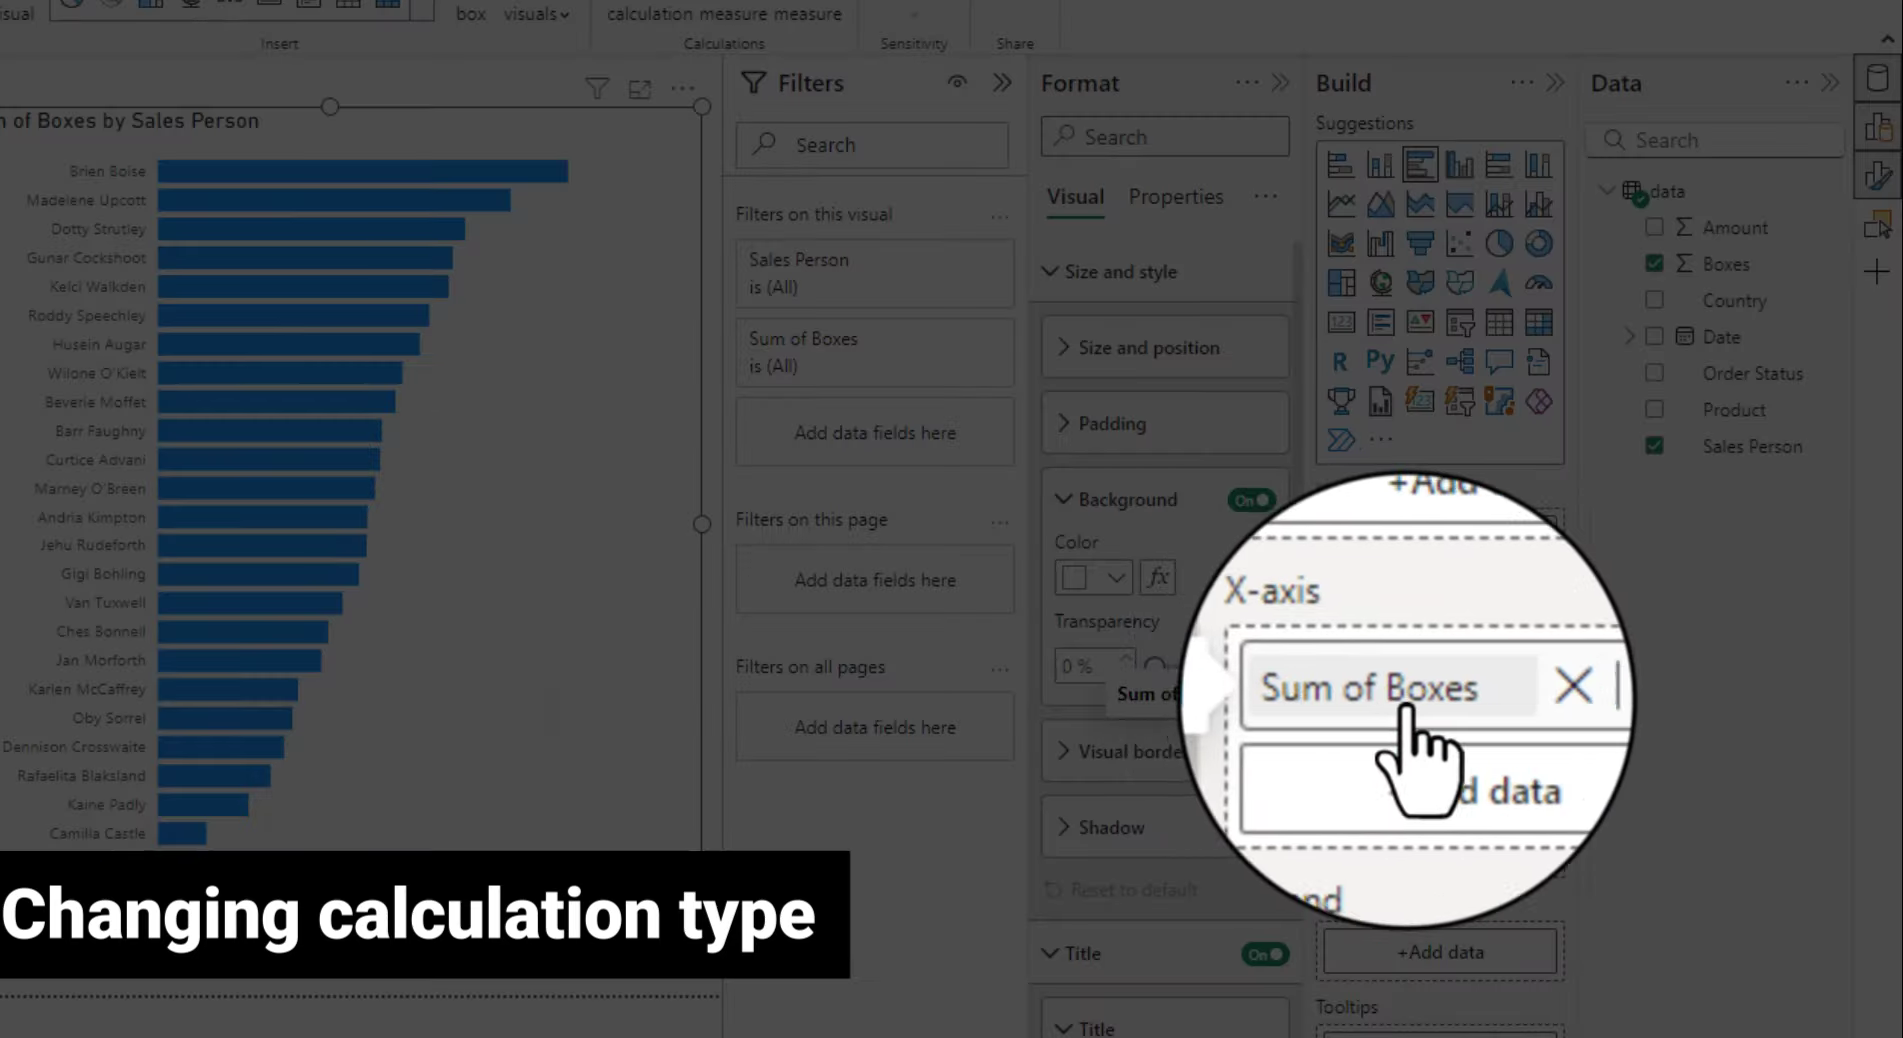 box visuals
calculation measure measure
Insert
Calculations
Sensitivity
Share
of Boxes by Sales Person
Brien Boise
Madelene Upcott
Dotty Strutley
Gunar Cockshoot
Kelci Walkden
Roddy Speechley
Husein Augar
Wilone O'Kielt
Beverie Moffet
Barr Faughny
Curtice Advani
Marney O'Breen
Andria Kimpton
Jehu Rudeforth
Gigi Bohling
Van Tuxwell
Ches Bonnell
Jan Morforth
Karlen McCaffrey
Oby Sorrel
Dennison Crosswaite
Rafaelita Blaksland
Kaine Padly
Camilla Castle
Changing calculation type
Filters
Search
Filters on this visual
Sales Person
is (All)
Sum of Boxes
is (All)
Add data fields here
Filters on this page
Add data fields here
Filters on all pages
Add data fields here
Format
Search
Visual Properties
Size and style
Size and position
Padding
Background
On
Color
fx
Transparency
0 %
Sum of
Visual borde
Shadow
Reset to default
Title
On
Title
Build
Suggestions
123
R Py
+Add
X-axis
Sum of Boxes
d data
nd
+Add data
Tooltips
Data
Search
data
Σ Amount
Σ Boxes
Country
Date
Order Status
Product
Sales Person